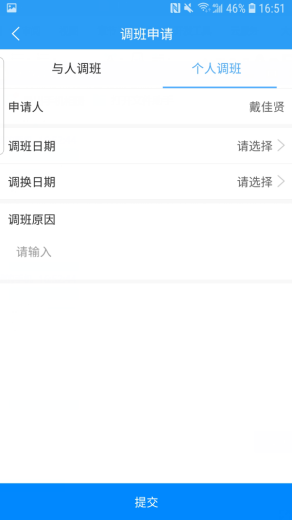 46% 16:51
调班申请
与人调班 个人调班
申请人 戴佳贤
调班日期 请选择
调换日期 请选择
调班原因
请输入
提交